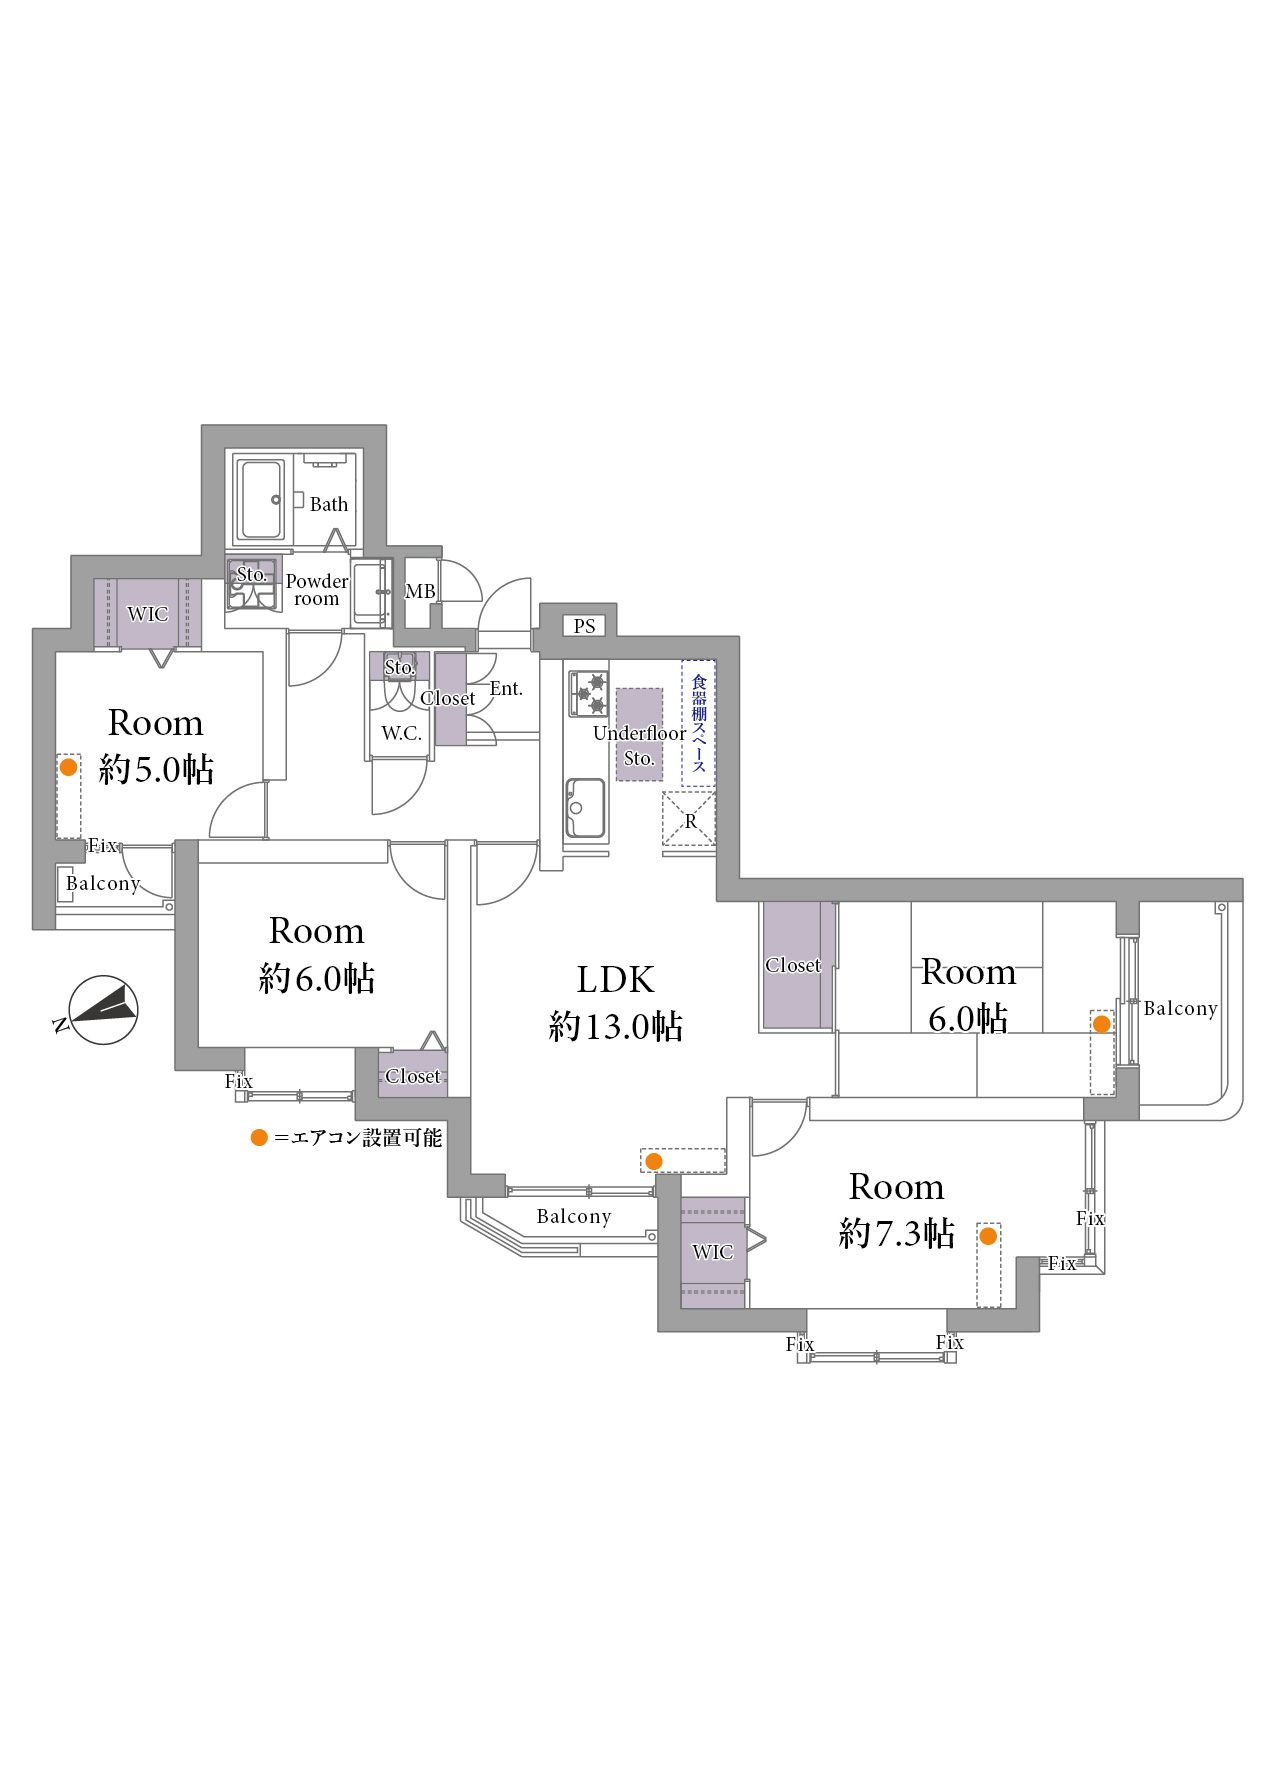 Bath
Sto.
Powder
room
MB
WIC
PS
Sto.
Closet
Ent.
W.C.
Room
約5.0帖
Underfloor
Sto.
食器棚スペース
R
Fix
Balcony
Room
約6.0帖
LDK
約13.0帖
Closet
Room
6.0帖
Balcony
N
Fix
Closet
●=エアコン設置可能
Balcony
Room
約7.3帖
WIC
Fix
Fix
Fix
Fix